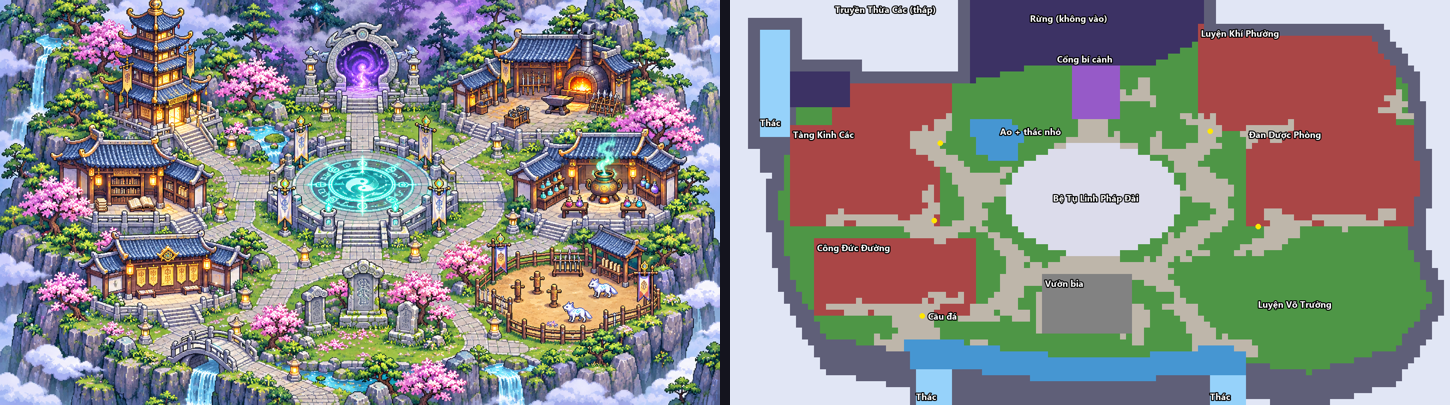 Truyền Thừa Các (tháp)
Rừng (không vào)
Luyện Khí Phường
Cổng bí cảnh
Thác
Ao + thác nhỏ
Tàng Kinh Các
Đan Dược Phòng
Bệ Tụ Linh Pháp Đài
Công Đức Đường
Vườn bia
Luyện Võ Trường
Cầu đá
Thác
Thác